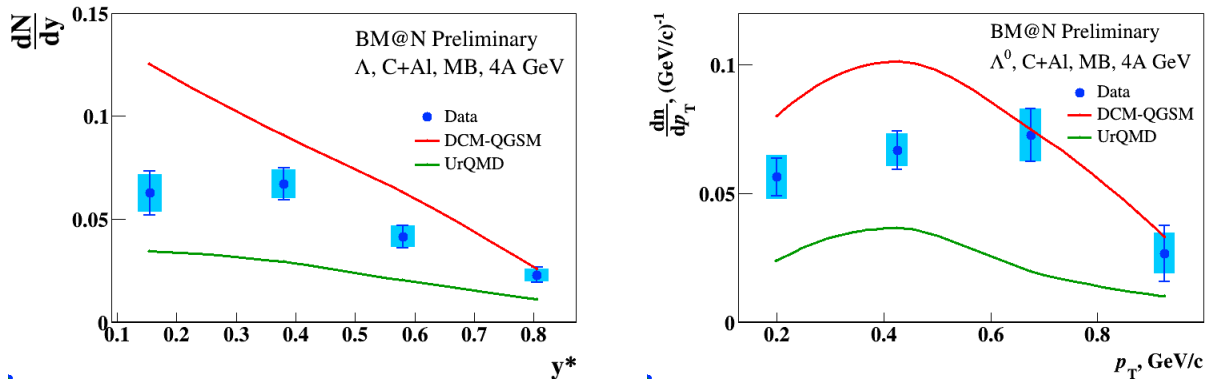 dN
dy
0.15
0.1
0.05
0
BM@N Preliminary
Λ, C+Al, MB, 4A GeV
Data
DCM-QGSM
UrQMD
0.1 0.2 0.3 0.4 0.5 0.6 0.7 0.8
y*
dn
dp_T, (GeV/c)⁻¹
0.1
0.05
0
BM@N Preliminary
Λ⁰, C+Al, MB, 4A GeV
Data
DCM-QGSM
UrQMD
0.2 0.4 0.6 0.8
p_T, GeV/c